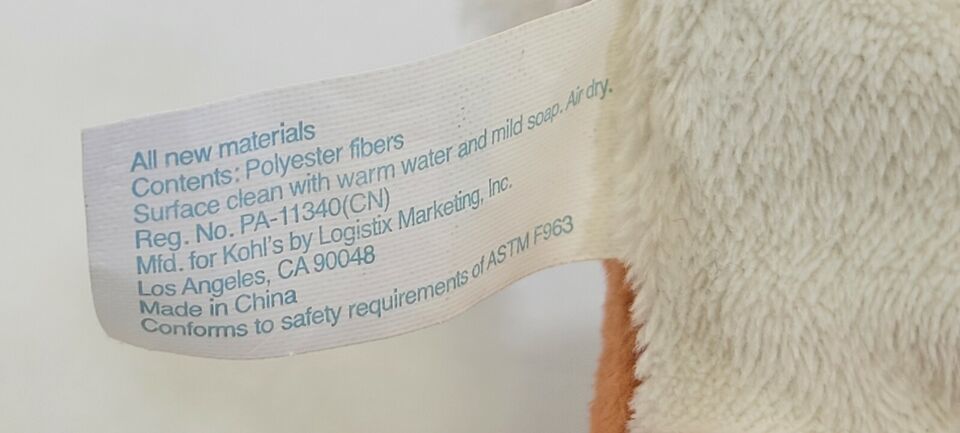 All new materials
Contents: Polyester fibers
Surface clean with warm water and mild soap. Air dry.
Reg. No. PA-11340(CN)
Mfd. for Kohl's by Logistix Marketing, Inc.
Los Angeles, CA 90048
Made in China
Conforms to safety requirements of ASTM F963